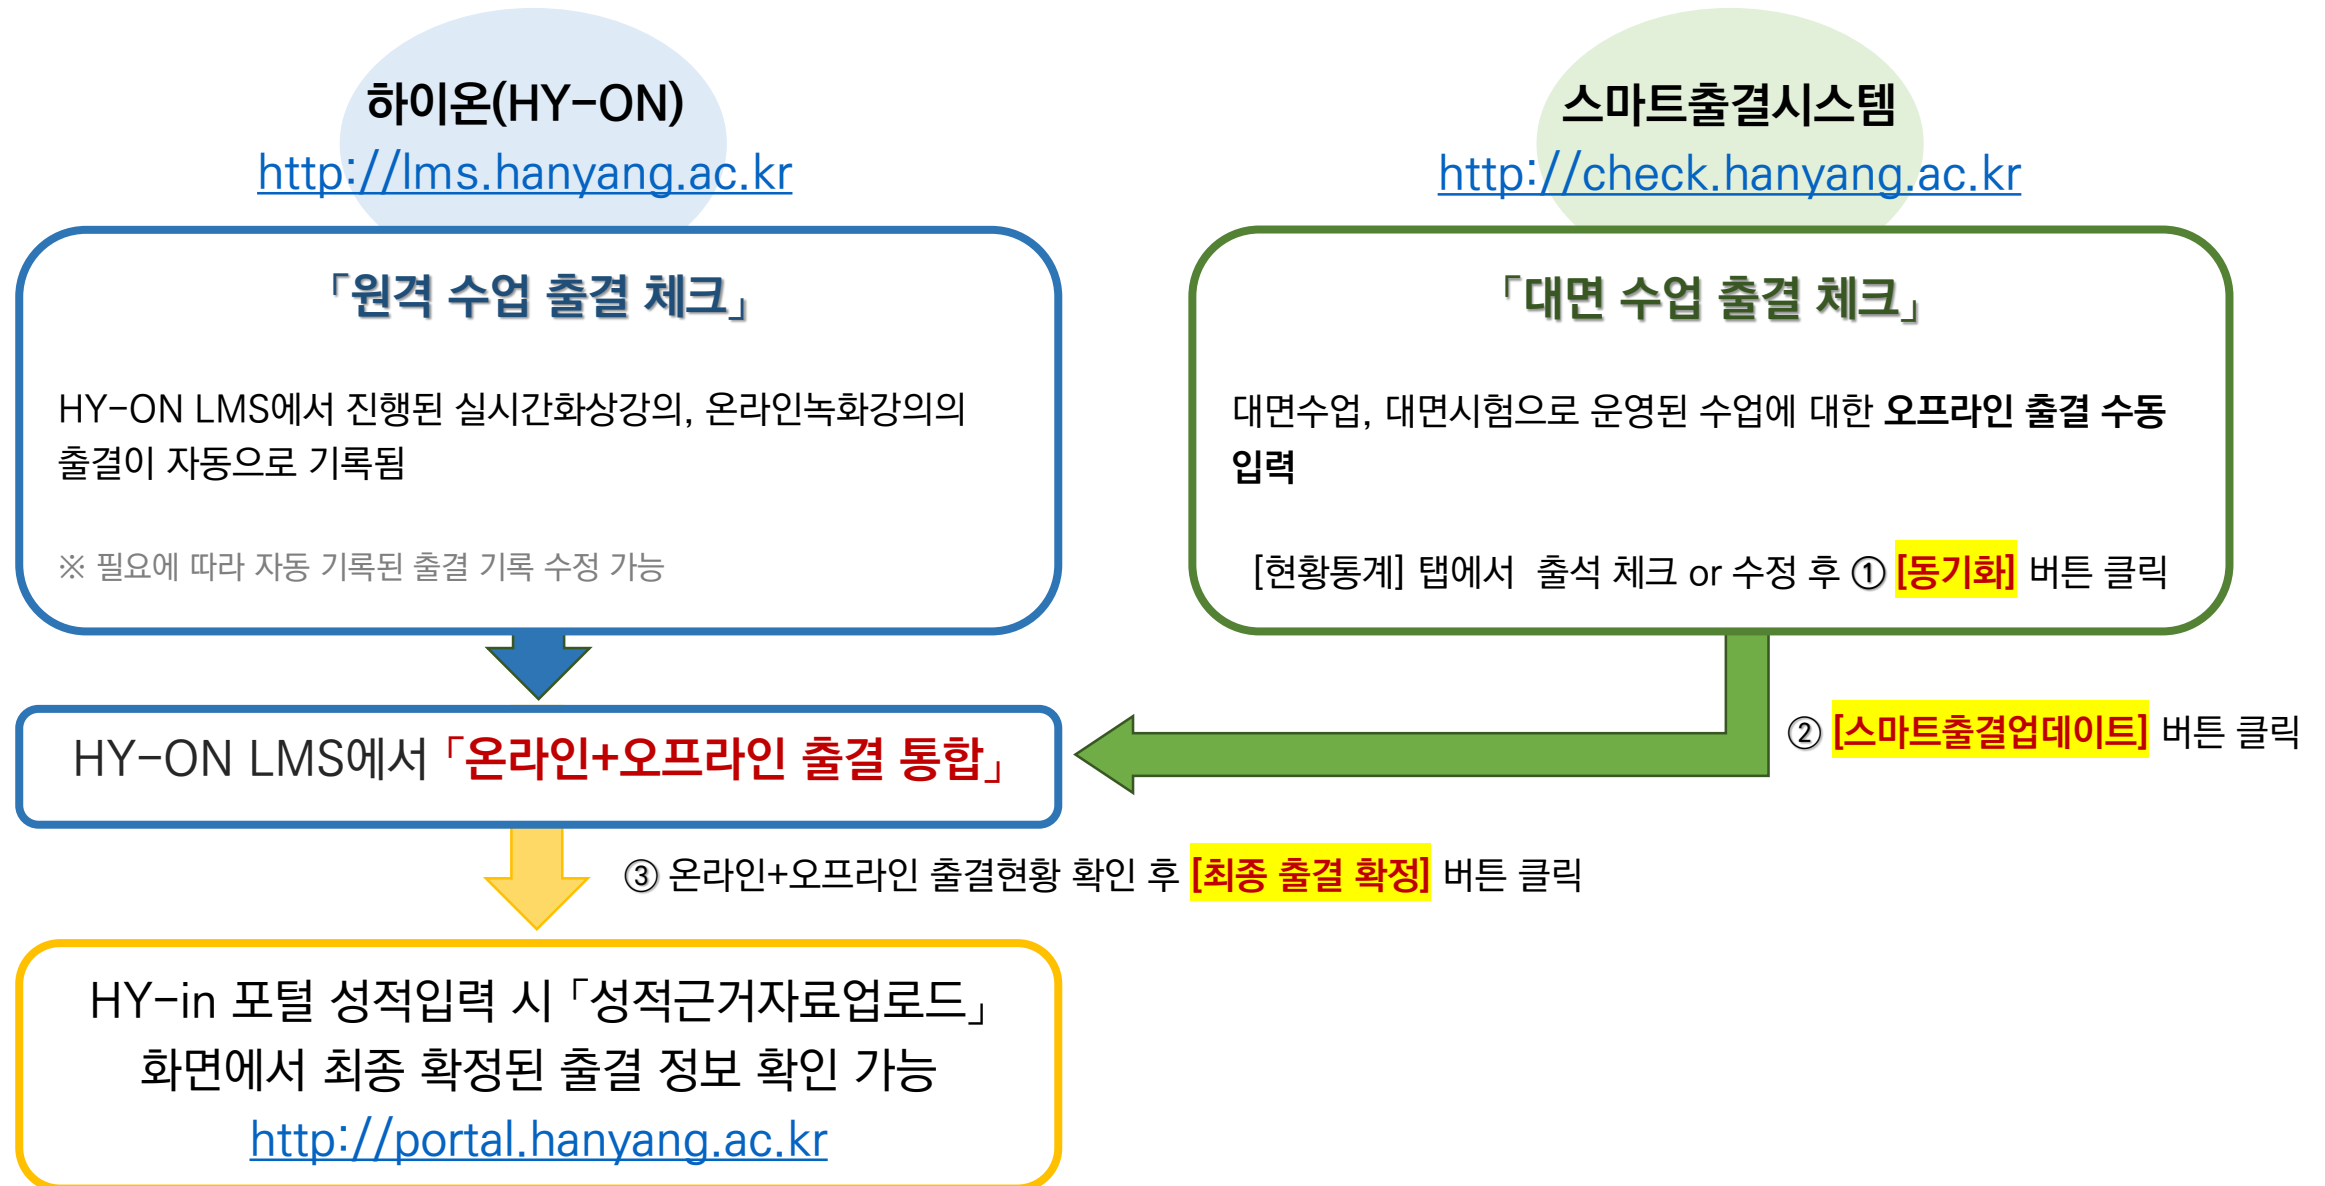 하이온(HY-ON)
http://lms.hanyang.ac.kr
「원격 수업 출결 체크」
HY-ON LMS에서 진행된 실시간화상강의, 온라인녹화강의의
출결이 자동으로 기록됨
※ 필요에 따라 자동 기록된 출결 기록 수정 가능
스마트출결시스템
http://check.hanyang.ac.kr
「대면 수업 출결 체크」
대면수업, 대면시험으로 운영된 수업에 대한 오프라인 출결 수동
입력
[현황통계] 탭에서 출석 체크 or 수정 후 ① [동기화] 버튼 클릭
② [스마트출결업데이트] 버튼 클릭
HY-ON LMS에서 「온라인+오프라인 출결 통합」
③ 온라인+오프라인 출결현황 확인 후 [최종 출결 확정] 버튼 클릭
HY-in 포털 성적입력 시 「성적근거자료업로드」
화면에서 최종 확정된 출결 정보 확인 가능
http://portal.hanyang.ac.kr